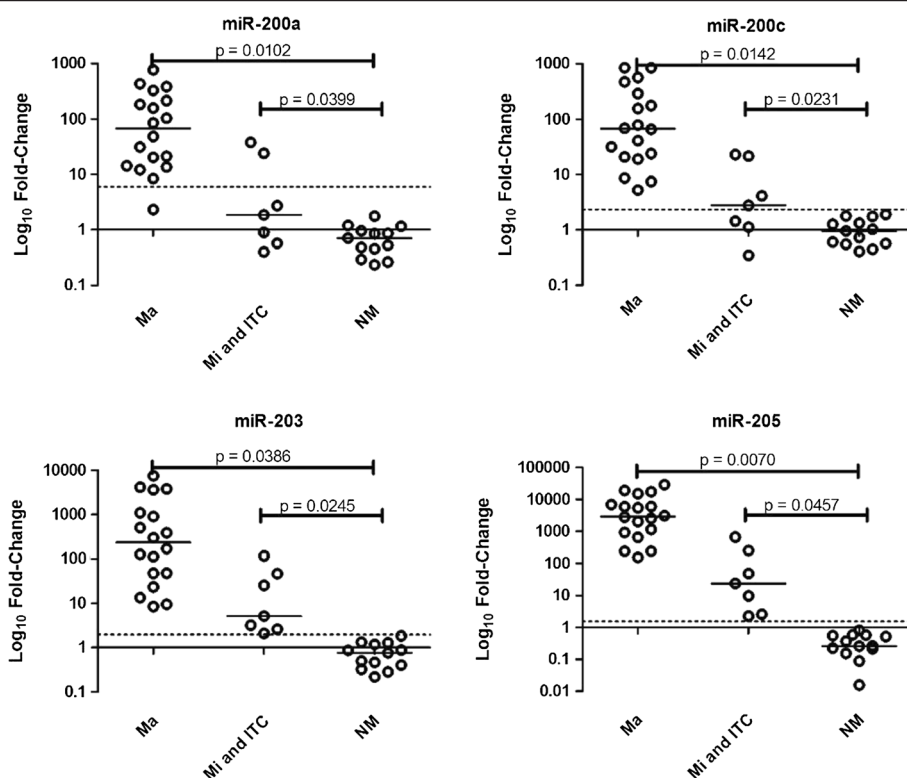 miR-200a
p = 0.0102
p = 0.0399
Log10 Fold-Change
1000
100
10
1
0.1
Ma
Mi and ITC
NM
miR-200c
p = 0.0142
p = 0.0231
Log10 Fold-Change
1000
100
10
1
0.1
Ma
Mi and ITC
NM
miR-203
p = 0.0386
p = 0.0245
Log10 Fold-Change
10000
1000
100
10
1
0.1
Ma
Mi and ITC
NM
miR-205
p = 0.0070
p = 0.0457
Log10 Fold-Change
100000
10000
1000
100
10
1
0.1
0.01
Ma
Mi and ITC
NM